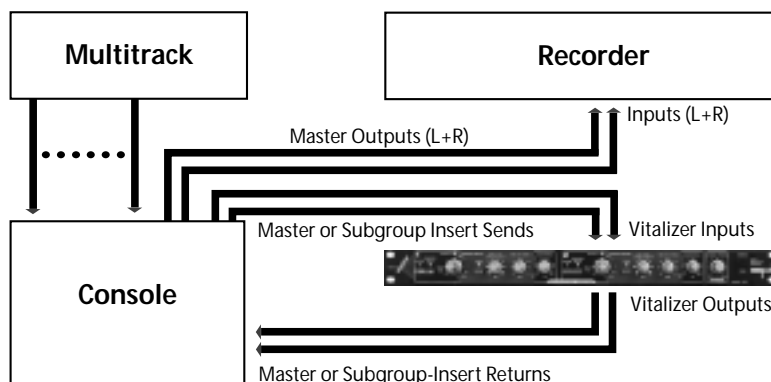 Multitrack
Recorder
Inputs (L+R)
Master Outputs (L+R)
Master or Subgroup Insert Sends
Vitalizer Inputs
Console
Vitalizer Outputs
Master or Subgroup-Insert Returns